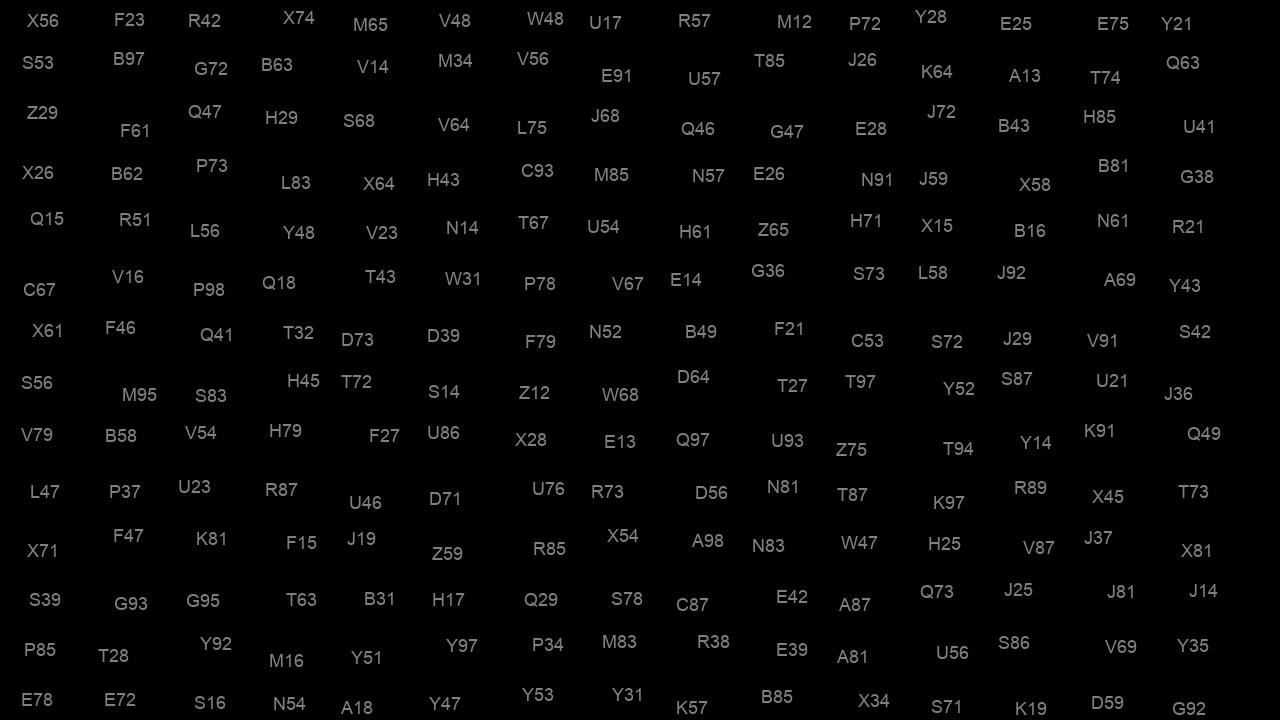 X56 F23 R42 X74 M65 V48 W48 U17 R57 M12 P72 Y28 E25 E75 Y21
S53 B97 G72 B63 V14 M34 V56 E91 U57 T85 J26 K64 A13 T74 Q63
Z29 F61 Q47 H29 S68 V64 L75 J68 Q46 G47 E28 J72 B43 H85 U41
X26 B62 P73 L83 X64 H43 C93 M85 N57 E26 N91 J59 X58 B81 G38
Q15 R51 L56 Y48 V23 N14 T67 U54 H61 Z65 H71 X15 B16 N61 R21
C67 V16 P98 Q18 T43 W31 P78 V67 E14 G36 S73 L58 J92 A69 Y43
X61 F46 Q41 T32 D73 D39 F79 N52 B49 F21 C53 S72 J29 V91 S42
S56 M95 S83 H45 T72 S14 Z12 W68 D64 T27 T97 Y52 S87 U21 J36
V79 B58 V54 H79 F27 U86 X28 E13 Q97 U93 Z75 T94 Y14 K91 Q49
L47 P37 U23 R87 U46 D71 U76 R73 D56 N81 T87 K97 R89 X45 T73
X71 F47 K81 F15 J19 Z59 R85 X54 A98 N83 W47 H25 V87 J37 X81
S39 G93 G95 T63 B31 H17 Q29 S78 C87 E42 A87 Q73 J25 J81 J14
P85 T28 Y92 M16 Y51 Y97 P34 M83 R38 E39 A81 U56 S86 V69 Y35
E78 E72 S16 N54 A18 Y47 Y53 Y31 K57 B85 X34 S71 K19 D59 G92